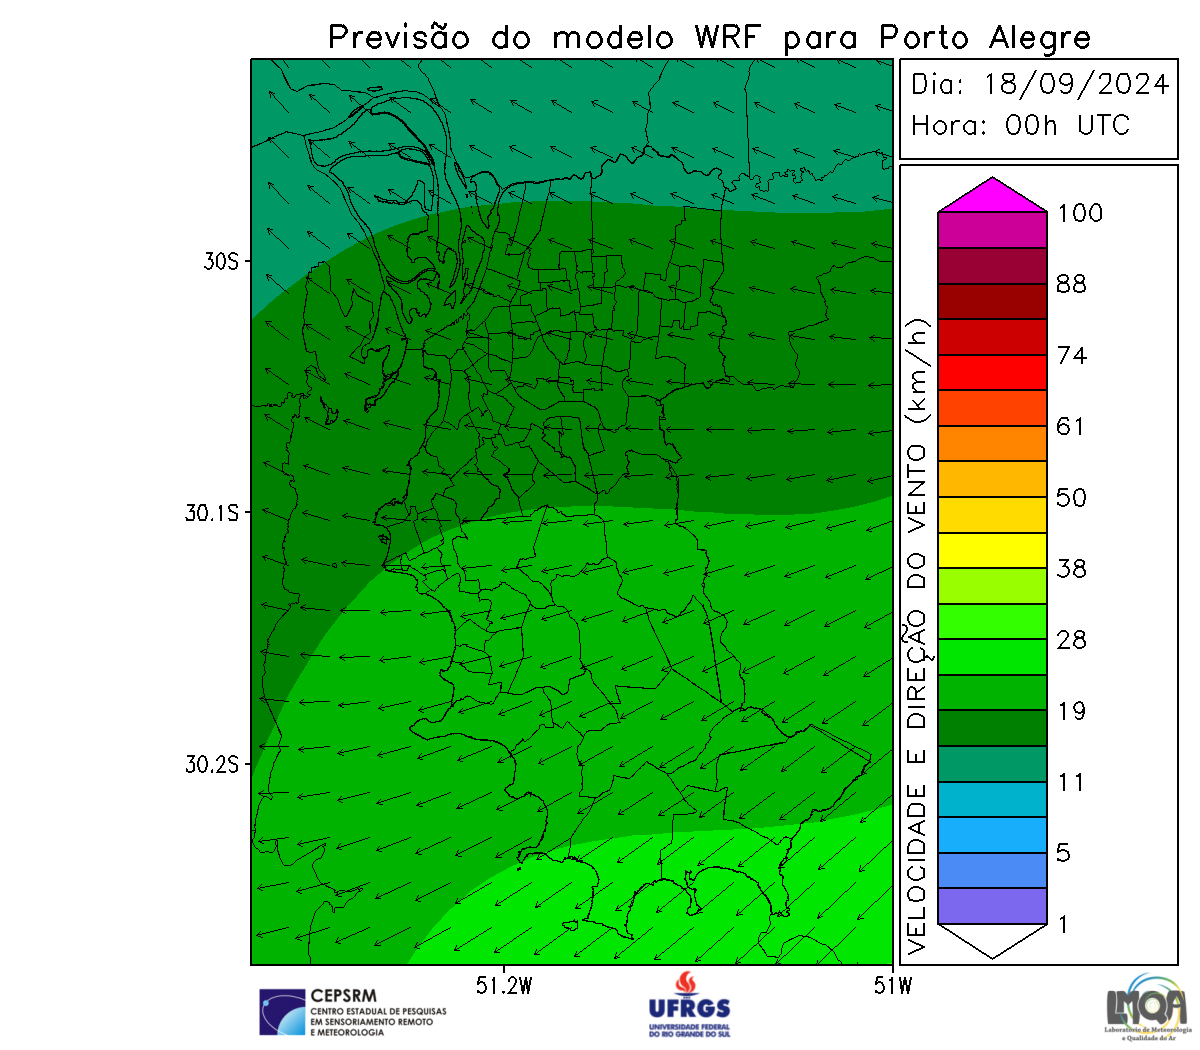 Previsão do modelo WRF para Porto Alegre
Dia: 18/09/2024
Hora: 00h UTC
30S
30.1S
30.2S
51.2W
51W
VELOCIDADE E DIREÇÃO DO VENTO (km/h)
100
88
74
61
50
38
28
19
11
5
1
CEPSRM
CENTRO ESTADUAL DE PESQUISAS
EM SENSORIAMENTO REMOTO
E METEOROLOGIA
UFRGS
UNIVERSIDADE FEDERAL
DO RIO GRANDE DO SUL
LMQA
Laboratório de Meteorologia
e Qualidade do Ar